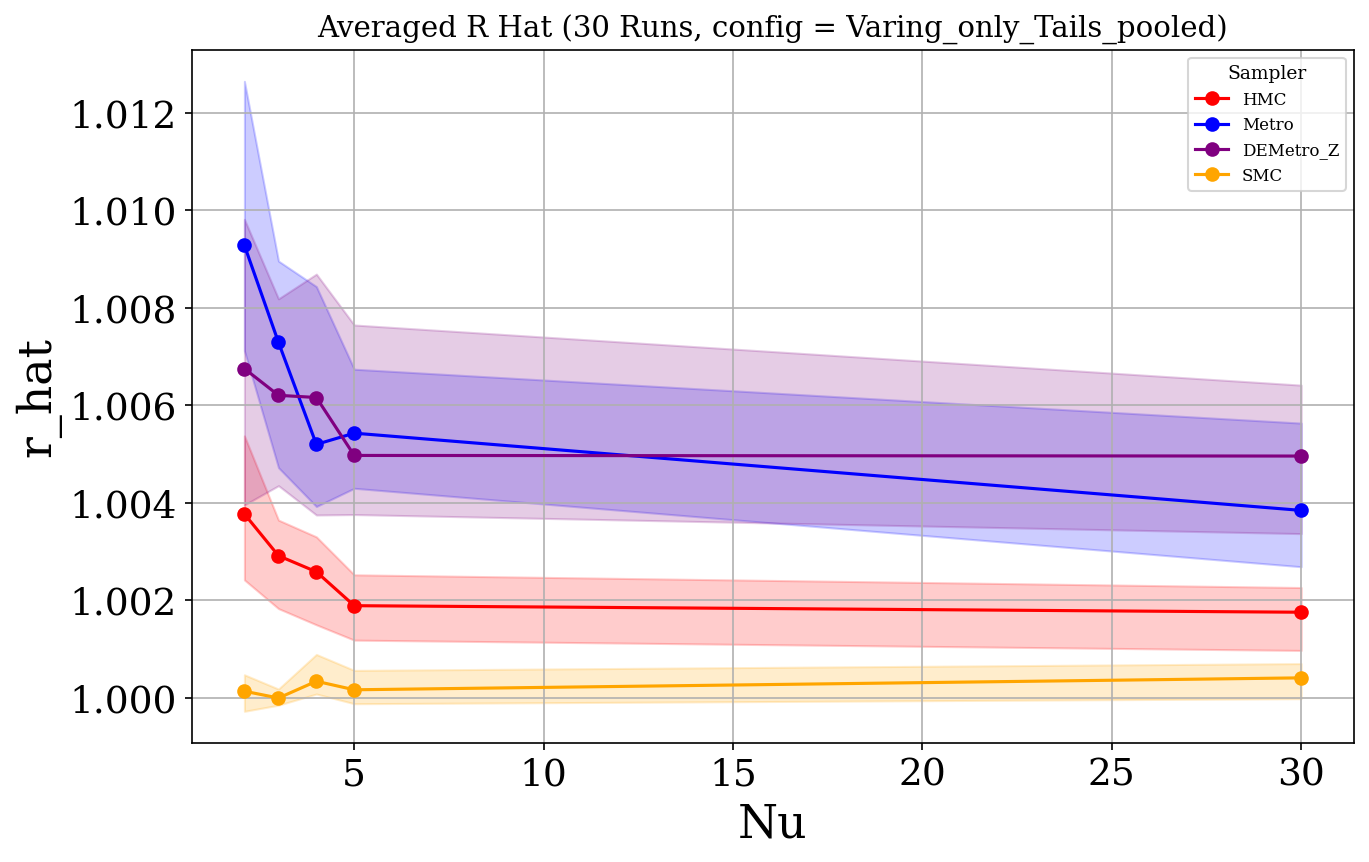 Averaged R Hat (30 Runs, config = Varing_only_Tails_pooled)
Sampler
HMC
Metro
DEMetro_Z
SMC
r_hat
1.012
1.010
1.008
1.006
1.004
1.002
1.000
5 10 15 20 25 30
Nu